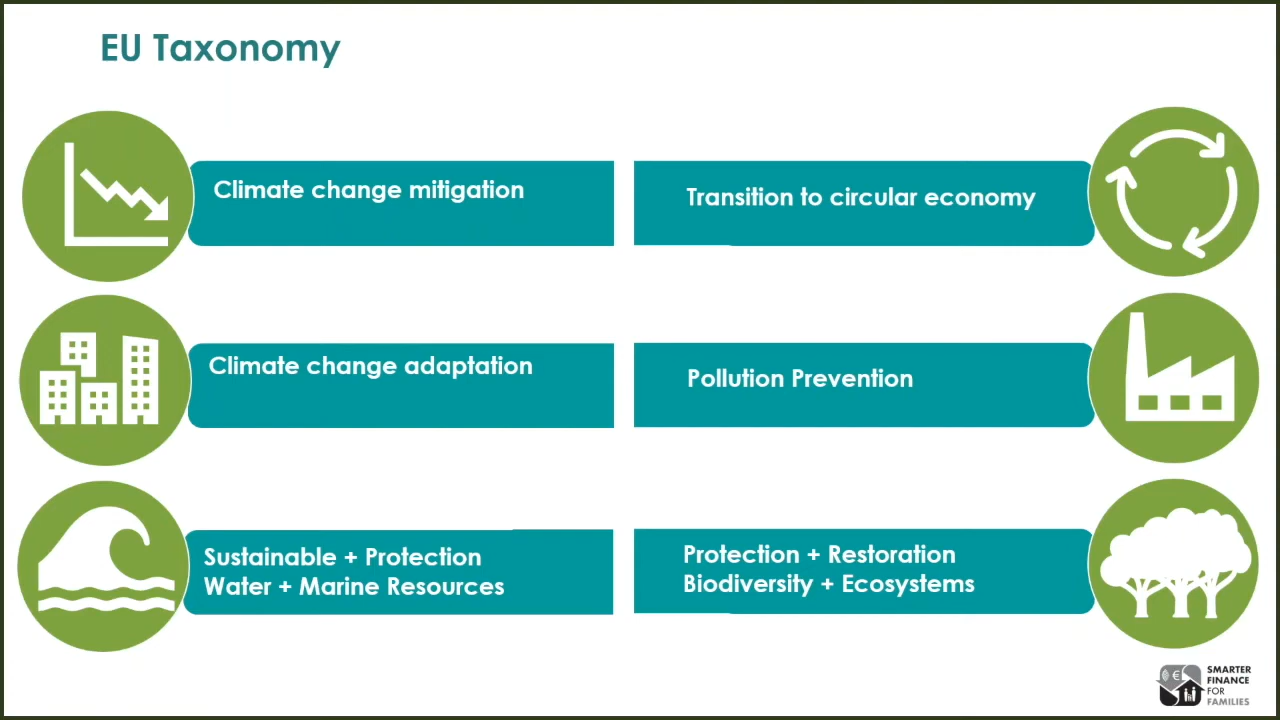 EU Taxonomy
Climate change mitigation
Transition to circular economy
Climate change adaptation
Pollution Prevention
Sustainable + Protection
Water + Marine Resources
Protection + Restoration
Biodiversity + Ecosystems
€
SMARTER
FINANCE
FOR
FAMILIES